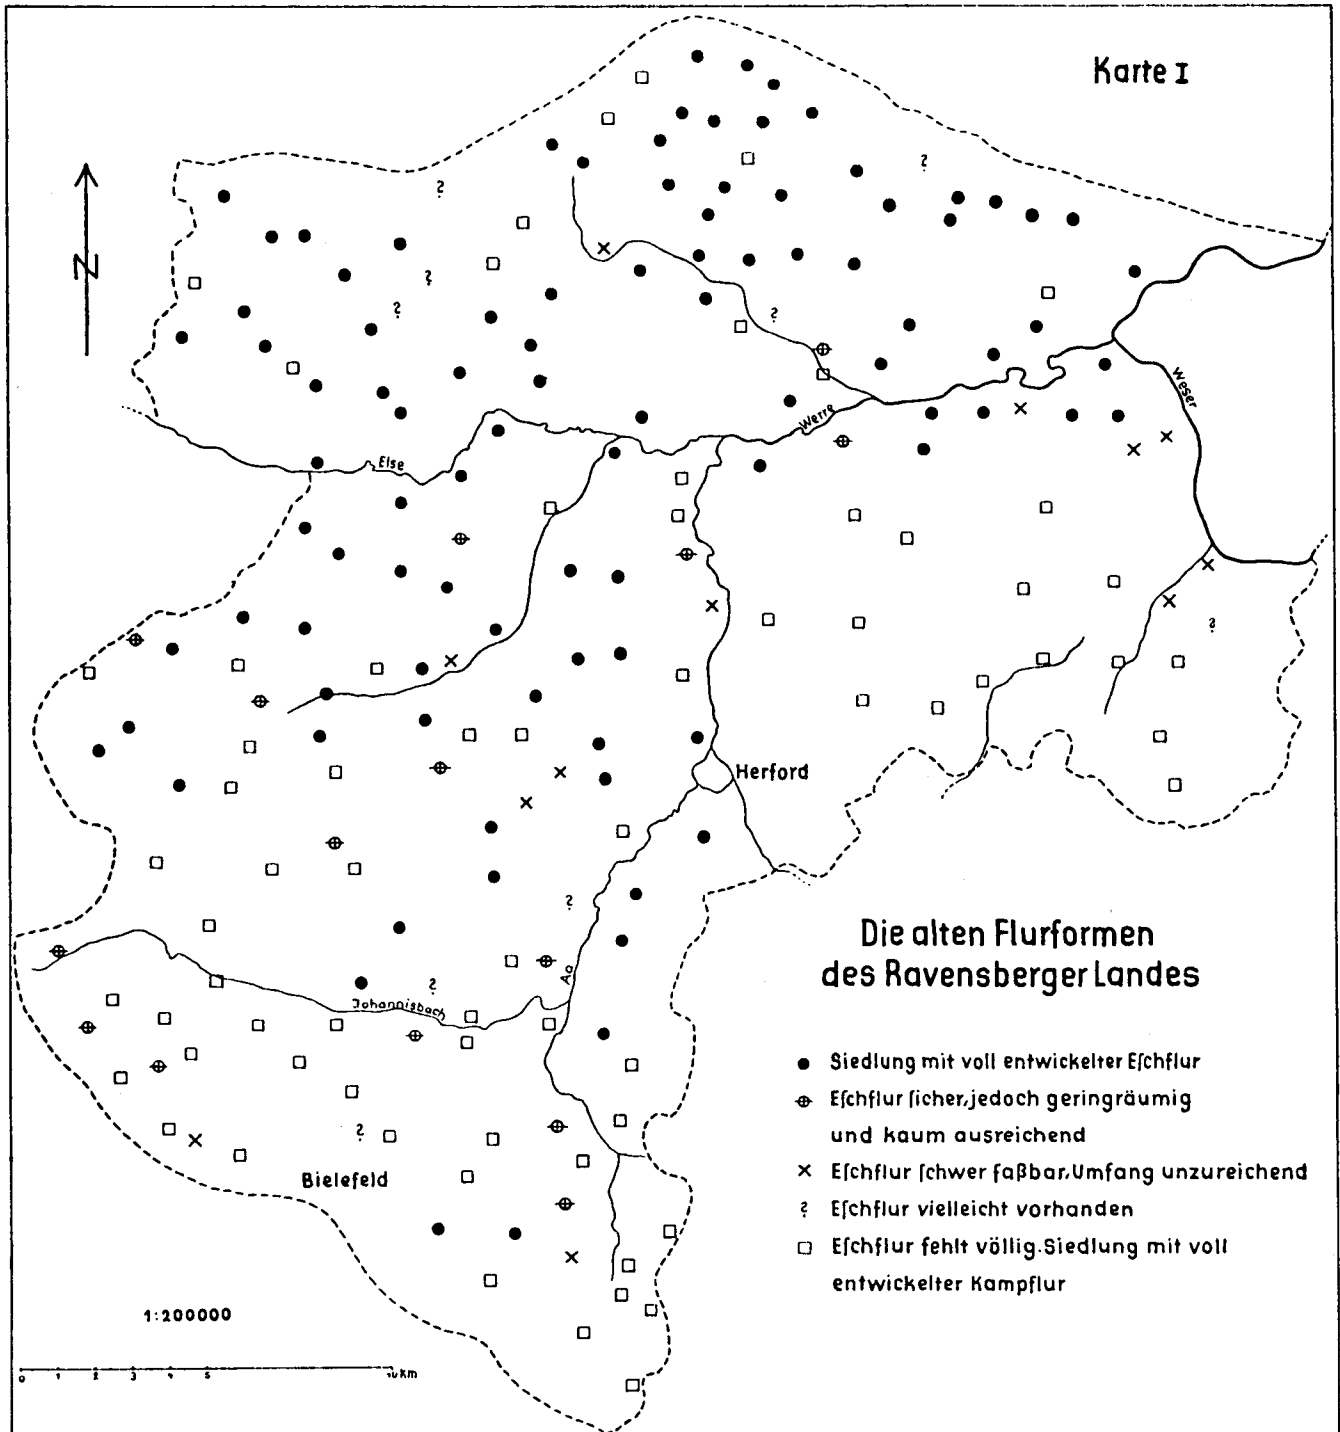 Karte I
N
Weser
Werre
Else
Herford
Aa
Johannisbach
Die alten Flurformen
des Ravensberger Landes
Siedlung mit voll entwickelter Eſchflur
Eſchflur ſicher, jedoch geringräumig
und kaum ausreichend
Eſchflur ſchwer faßbar, Umfang unzureichend
? Eſchflur vielleicht vorhanden
Eſchflur fehlt völlig. Siedlung mit voll
entwickelter Kampflur
Bielefeld
1:200000
0 1 2 3 4 5 10 km